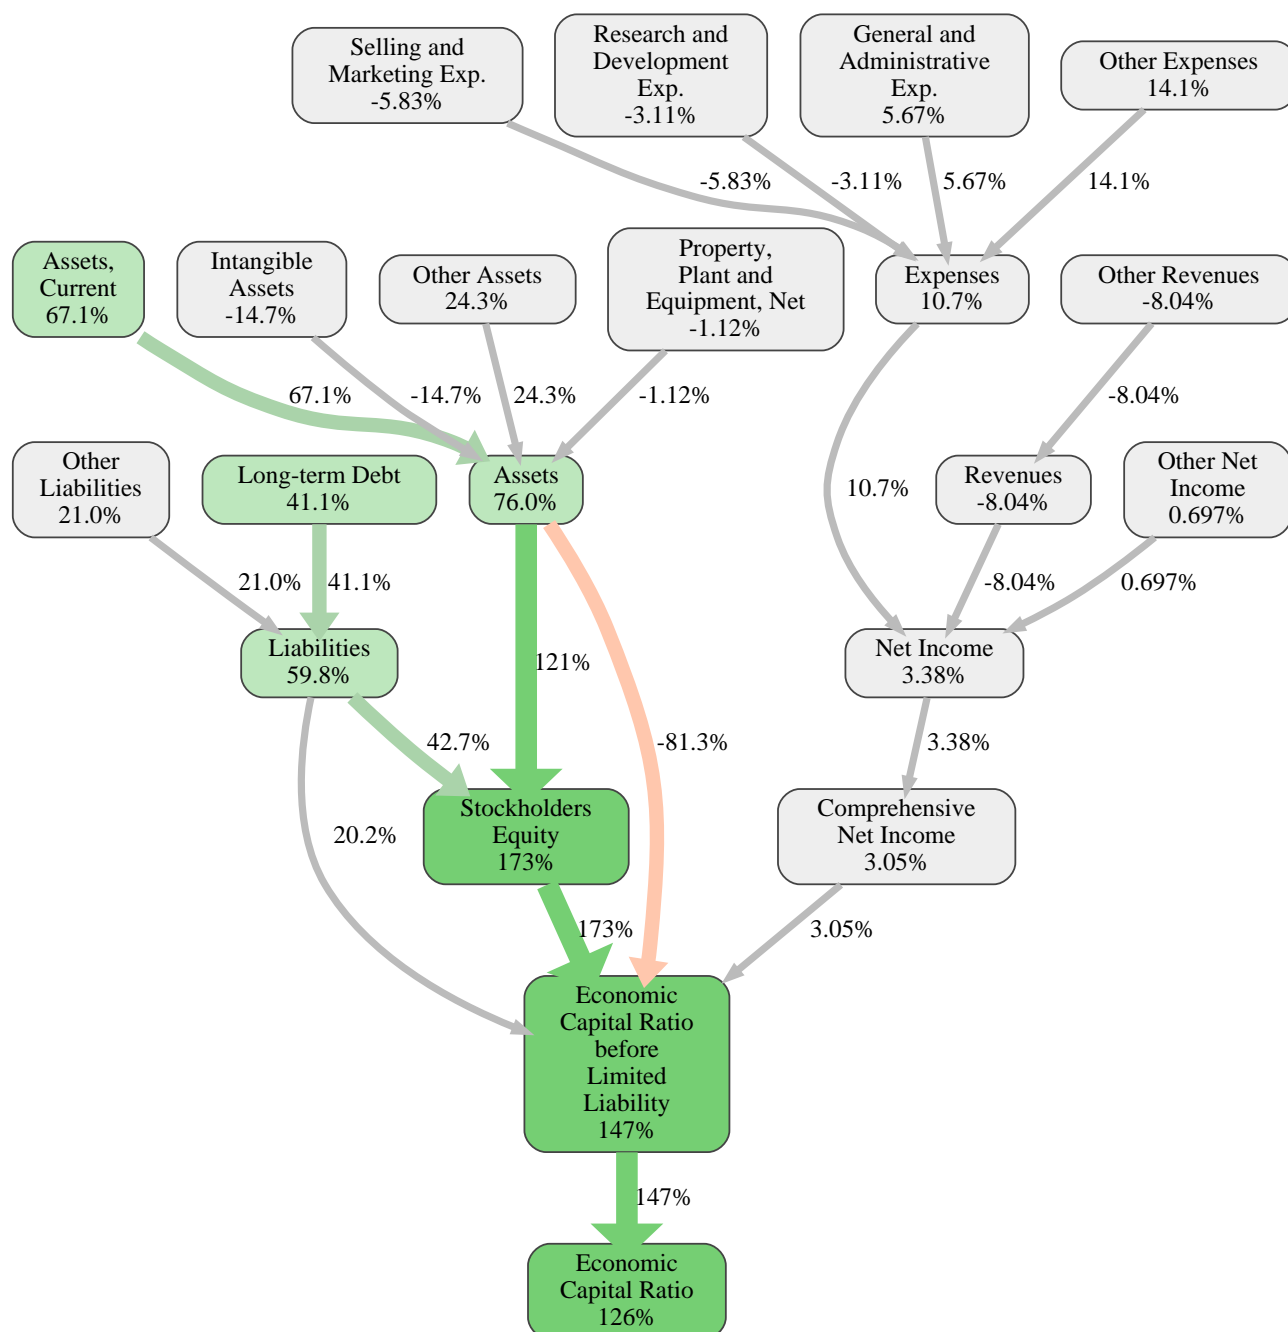 Selling and
Marketing Exp.
-5.83%
Research and
Development
Exp.
-3.11%
General and
Administrative
Exp.
5.67%
Other Expenses
14.1%
-5.83%
-3.11%
5.67%
14.1%
Assets,
Current
67.1%
Intangible
Assets
-14.7%
Other Assets
24.3%
Property,
Plant and
Equipment, Net
-1.12%
Expenses
10.7%
Other Revenues
-8.04%
67.1%
-14.7%
24.3%
-1.12%
-8.04%
Other
Liabilities
21.0%
Long-term Debt
41.1%
Assets
76.0%
10.7%
Revenues
-8.04%
Other Net
Income
0.697%
21.0%
41.1%
-8.04%
0.697%
Liabilities
59.8%
121%
Net Income
3.38%
42.7%
-81.3%
3.38%
20.2%
Stockholders
Equity
173%
Comprehensive
Net Income
3.05%
173%
3.05%
Economic
Capital Ratio
before
Limited
Liability
147%
147%
Economic
Capital Ratio
126%